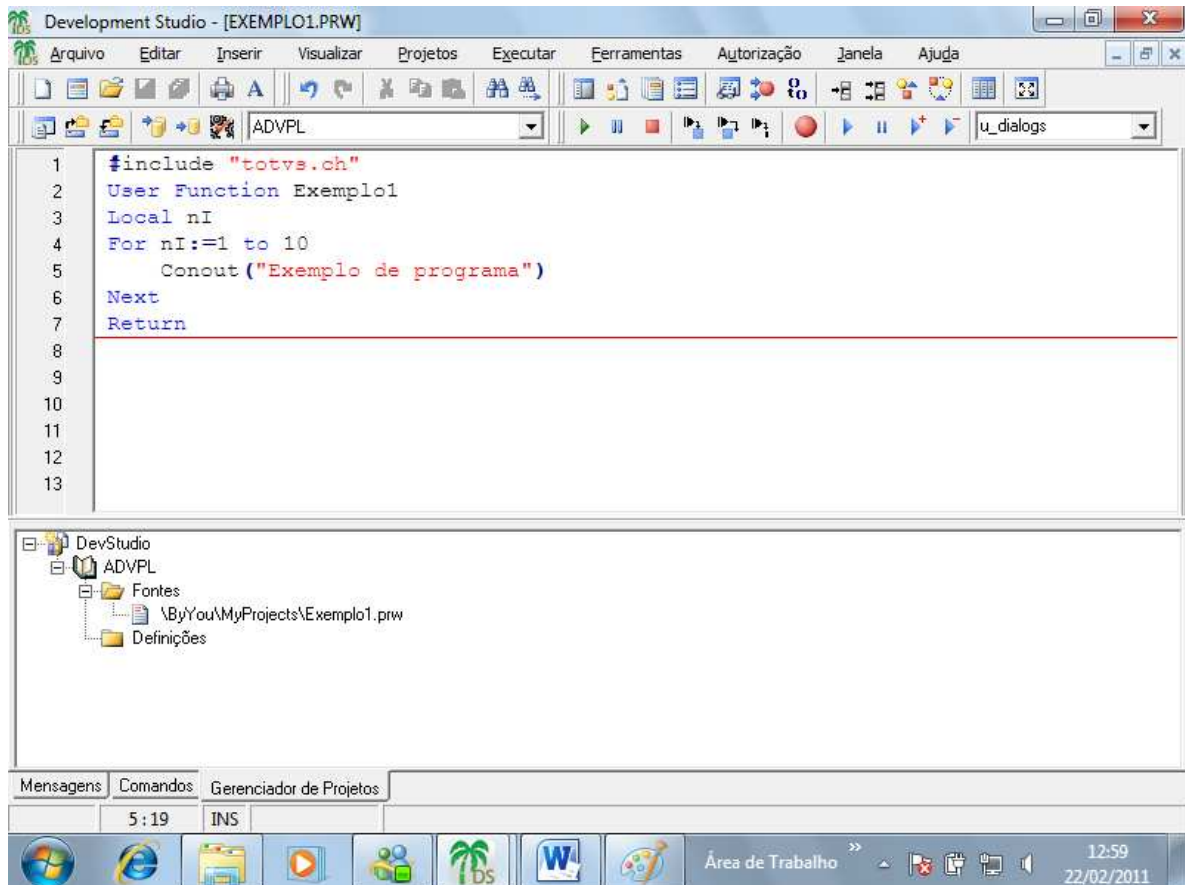 Development Studio - [EXEMPLO1.PRW]
Arquivo Editar Inserir Visualizar Projetos Executar Ferramentas Autorização Janela Ajuda
ADVPL u_dialogs
1 #include "totvs.ch"
2 User Function Exemplo1
3 Local nI
4 For nI:=1 to 10
5 Conout("Exemplo de programa")
6 Next
7 Return
8
9
10
11
12
13
DevStudio
ADVPL
Fontes
\ByYou\MyProjects\Exemplo1.prw
Definições
Mensagens Comandos Gerenciador de Projetos
5:19 INS
Área de Trabalho 12:59
22/02/2011